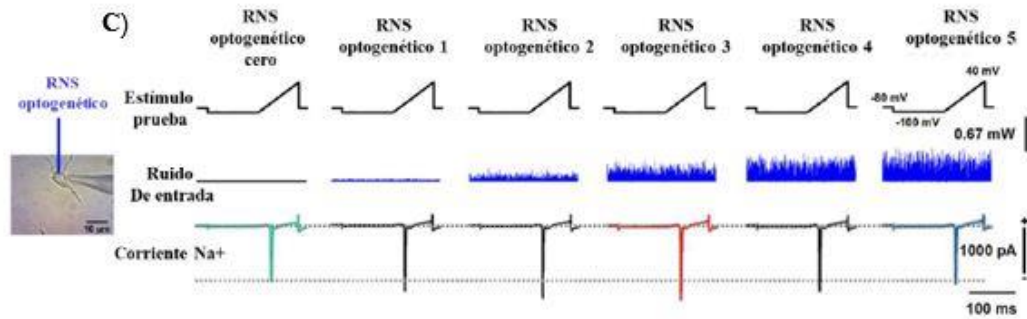 C)
RNS
optogenético
cero
RNS
optogenético 1
RNS
optogenético 2
RNS
optogenético 3
RNS
optogenético 4
RNS
optogenético 5
RNS
optogenético
Estímulo
prueba
40 mV
-80 mV
-100 mV
0.67 mW
Ruido
De entrada
10 µm
Corriente Na+
1000 pA
100 ms